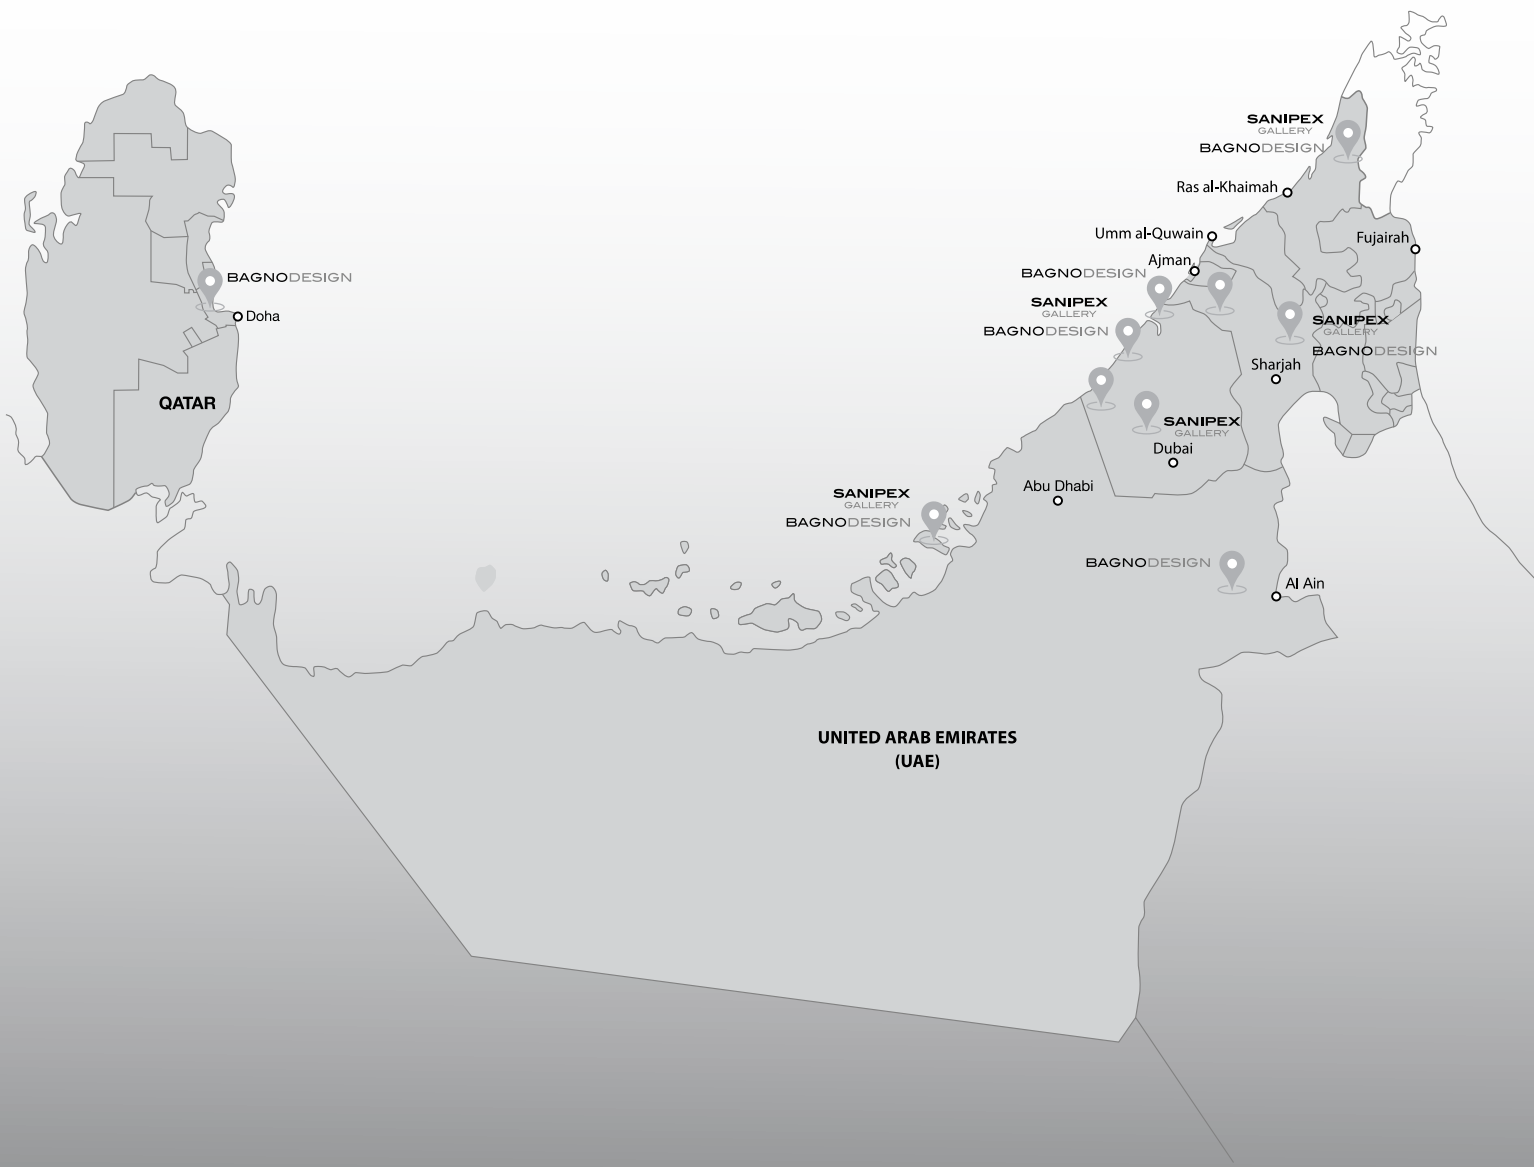 SANIPEX
GALLERY
BAGNODESIGN
Ras al-Khaimah
Umm al-Quwain
Fujairah
Ajman
BAGNODESIGN
BAGNODESIGN
SANIPEX
GALLERY
BAGNODESIGN
Doha
SANIPEX
GALLERY
BAGNODESIGN
Sharjah
QATAR
SANIPEX
GALLERY
Dubai
Abu Dhabi
SANIPEX
GALLERY
BAGNODESIGN
BAGNODESIGN
Al Ain
UNITED ARAB EMIRATES
(UAE)